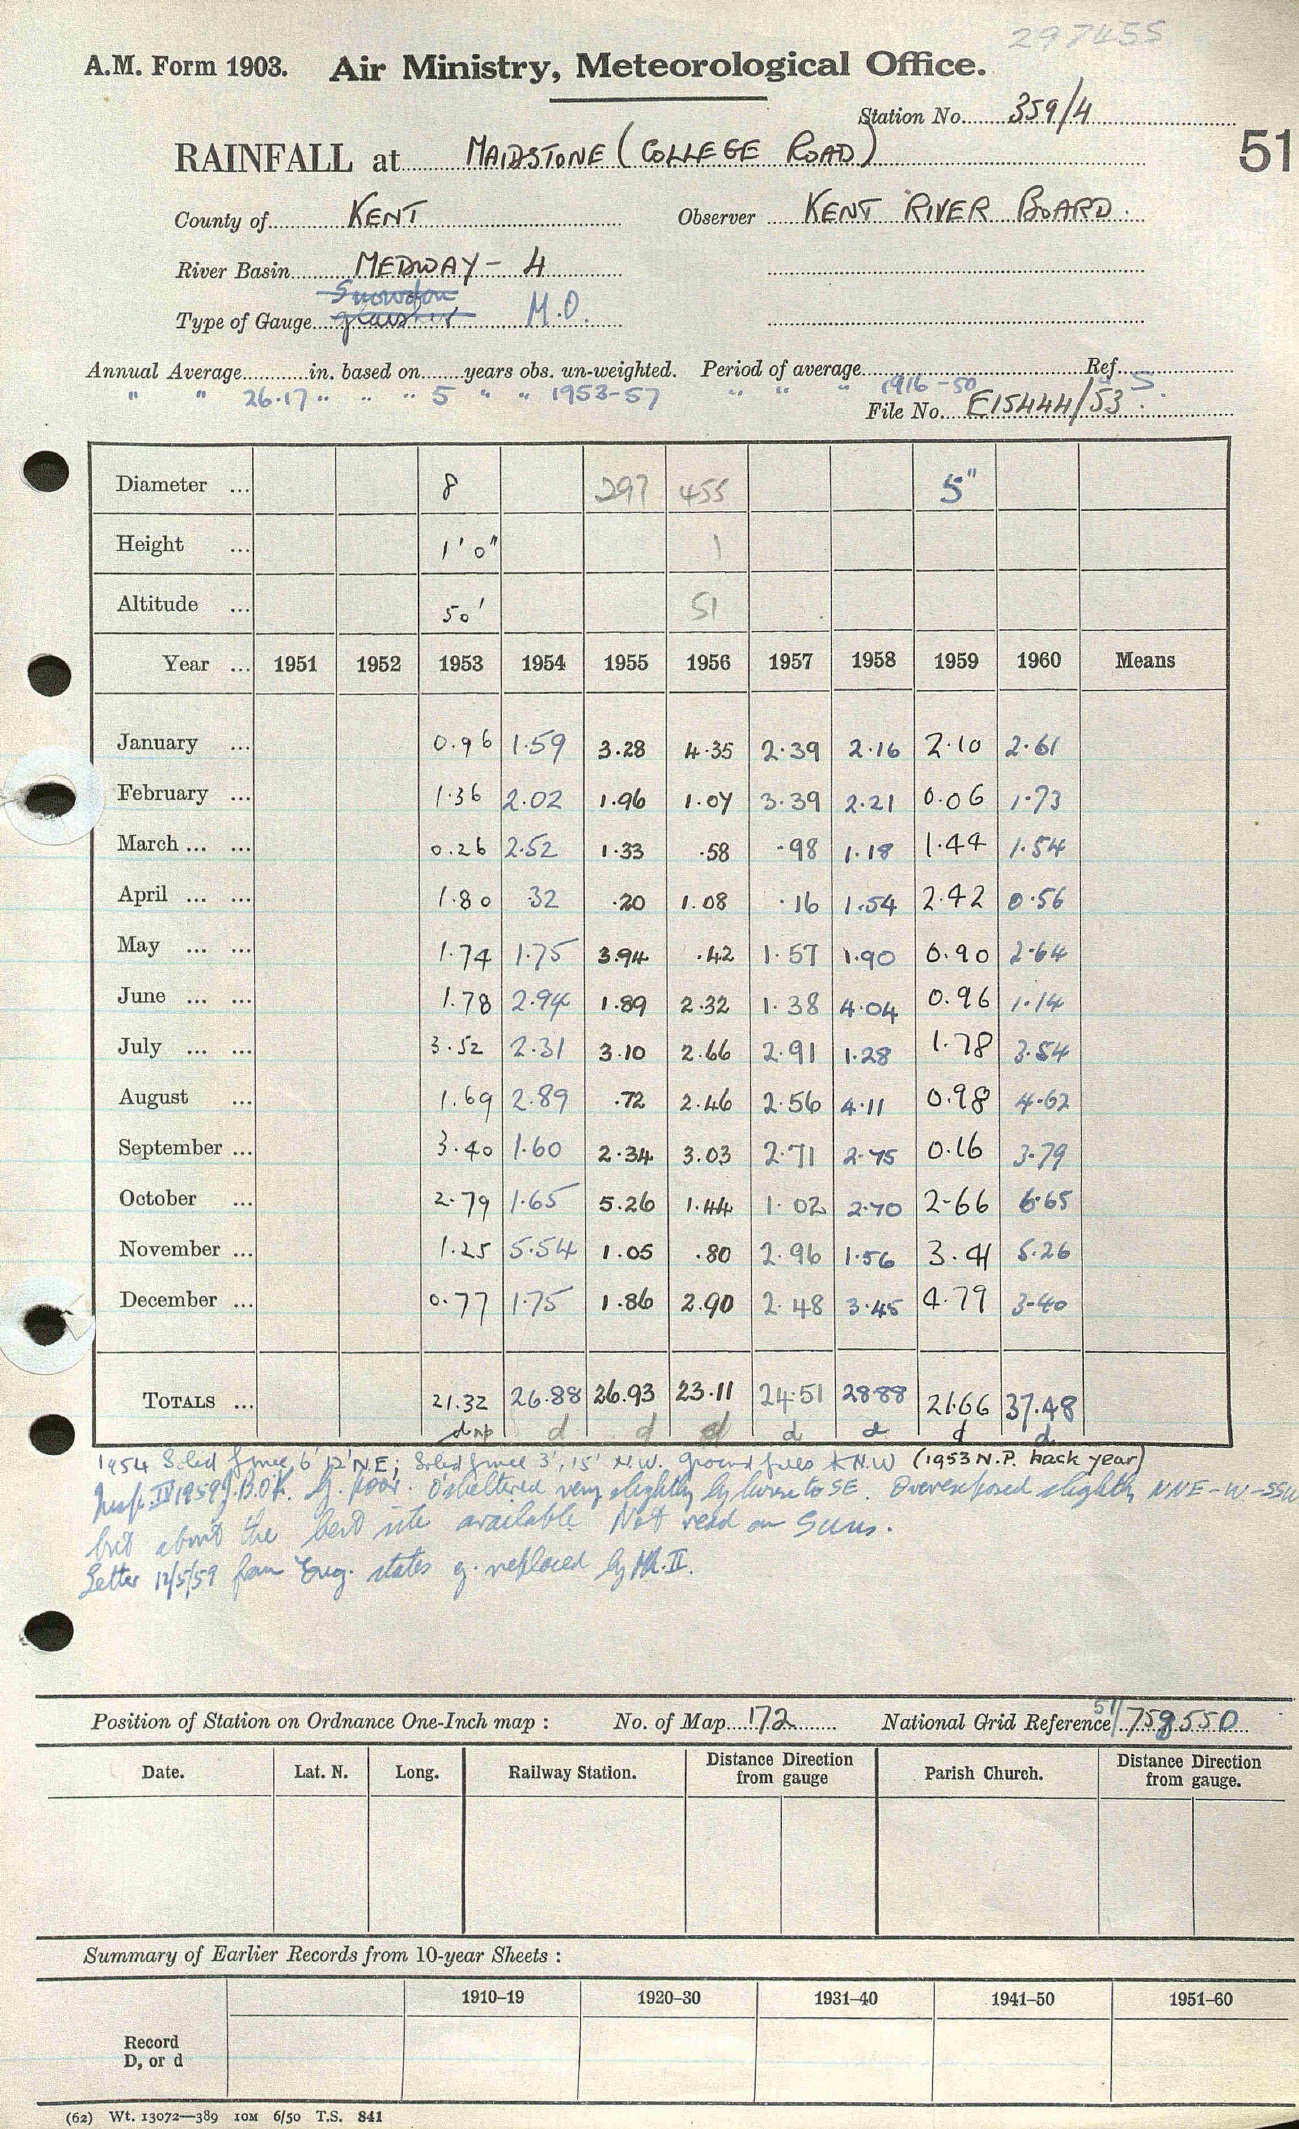 297455
A.M. Form 1903. Air Ministry, Meteorological Office.
Station No. 359/4
51
RAINFALL at MAIDSTONE (COLLEGE ROAD)
County of KENT Observer KENT RIVER BOARD.
River Basin MEDWAY - 4
Snowdon
Type of Gauge glaisher M.O.
Annual Average in. based on years obs. un-weighted. Period of average Ref.
" " 26.17 " " " 5 " " 1953-57 " " " 1916-50 " S.
File No. E15444/53
Diameter ... 8 297 455 5"
Height ... 1'0" 1
Altitude ... 50' 51
Year ... 1951 1952 1953 1954 1955 1956 1957 1958 1959 1960 Means
January ... 0.96 1.59 3.28 4.35 2.39 2.16 2.10 2.61
February ... 1.36 2.02 1.96 1.07 3.39 2.21 0.06 1.73
March ... ... 0.26 2.52 1.33 .58 .98 1.18 1.44 1.54
April ... ... 1.80 .32 .20 1.08 .16 1.54 2.42 0.56
May ... ... 1.74 1.75 3.94 .42 1.57 1.90 0.90 2.64
June ... ... 1.78 2.94 1.89 2.32 1.38 4.04 0.96 1.14
July ... ... 3.52 2.31 3.10 2.66 2.91 1.28 1.78 3.54
August ... 1.69 2.89 .72 2.46 2.56 4.11 0.98 4.62
September ... 3.40 1.60 2.34 3.03 2.71 2.75 0.16 3.79
October ... 2.79 1.65 5.26 1.44 1.02 2.70 2.66 6.65
November ... 1.25 5.54 1.05 .80 2.96 1.56 3.41 5.26
December ... 0.77 1.75 1.86 2.90 2.48 3.45 4.79 3.40
TOTALS ... 21.32 26.88 26.93 23.11 24.51 28.88 21.66 37.48
dnp d d d d d d d
1954 Solid fence 6' 12' N.E; Solid fence 3', 15' N.W. Ground falls N.W (1953 N.P. back year)
Insp. IV 1959 B.O.K. poor. O'sheltered very slightly by house to SE. Overexposed slightly NNE-W-SSW
but about the best site available. Not read on Suns.
Letter 12/5/59 from Eng. states g. replaced by Mk.II.
Position of Station on Ordnance One-Inch map : No. of Map 172 National Grid Reference 51/758550
Date. Lat. N. Long. Railway Station. Distance Direction from gauge Parish Church. Distance Direction from gauge.
Summary of Earlier Records from 10-year Sheets :
1910–19 1920–30 1931–40 1941–50 1951–60
Record
D, or d
(62) Wt. 13072—389 10M 6/50 T.S. 841